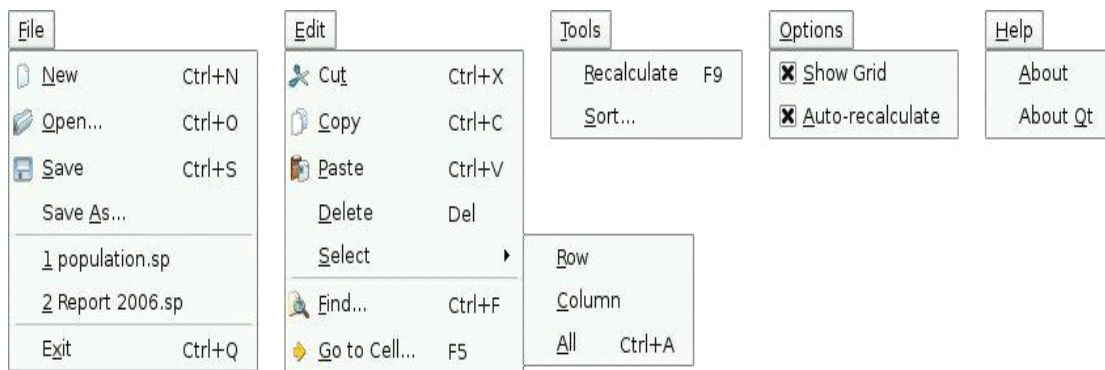 File
New Ctrl+N
Open... Ctrl+O
Save Ctrl+S
Save As...
1 population.sp
2 Report 2006.sp
Exit Ctrl+Q
Edit
Cut Ctrl+X
Copy Ctrl+C
Paste Ctrl+V
Delete Del
Select
Find... Ctrl+F
Go to Cell... F5
Row
Column
All Ctrl+A
Tools
Recalculate F9
Sort...
Options
Show Grid
Auto-recalculate
Help
About
About Qt